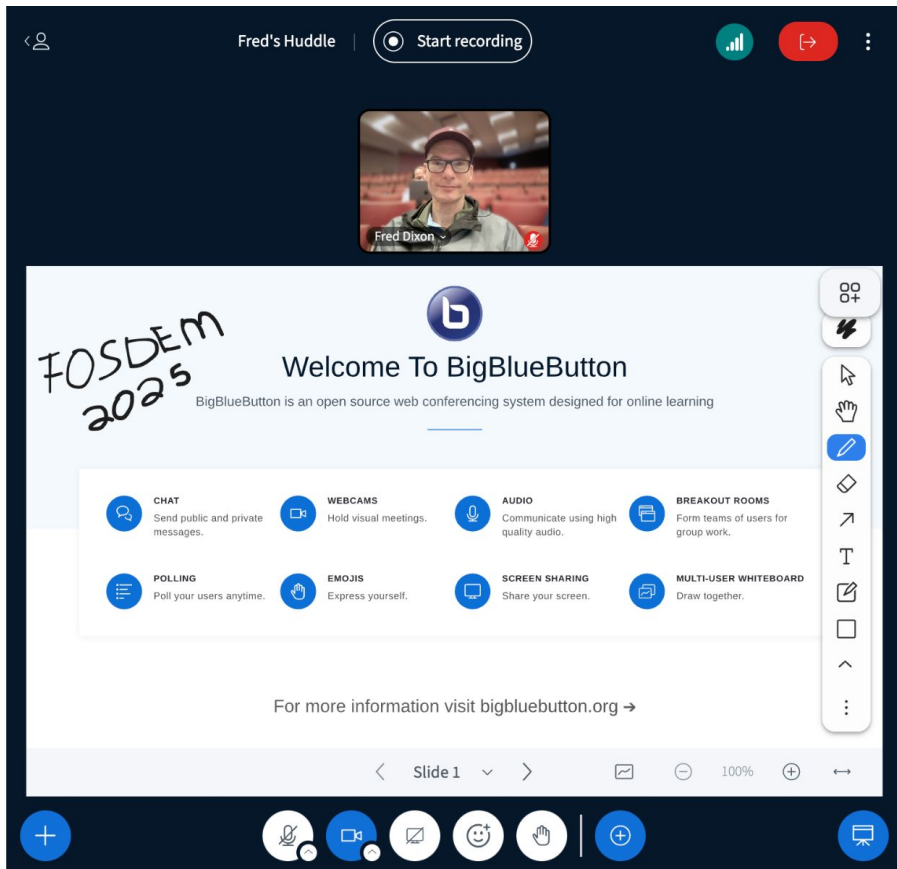 Fred's Huddle
Start recording
Fred Dixon
FOSDEM
2025
b
Welcome To BigBlueButton
BigBlueButton is an open source web conferencing system designed for online learning
CHAT
Send public and private
messages.
WEBCAMS
Hold visual meetings.
AUDIO
Communicate using high
quality audio.
BREAKOUT ROOMS
Form teams of users for
group work.
POLLING
Poll your users anytime.
EMOJIS
Express yourself.
SCREEN SHARING
Share your screen.
MULTI-USER WHITEBOARD
Draw together.
For more information visit bigbluebutton.org →
T
Slide 1
100%